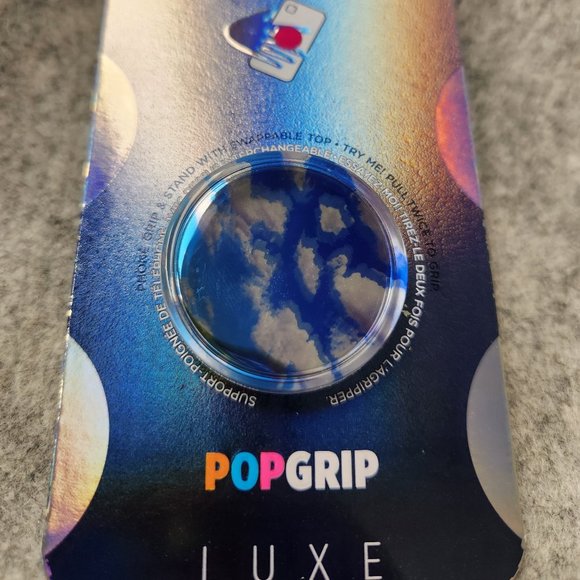 PHONE GRIP & STAND WITH SWAPPABLE TOP • TRY ME! PULL TWICE TO GRIP
SUPPORT-POIGNÉE DE TÉLÉPHONE INTERCHANGEABLE • ESSAYEZ-MOI! TIREZ-LE DEUX FOIS POUR L'AGRIPPER
POPGRIP
LUXE